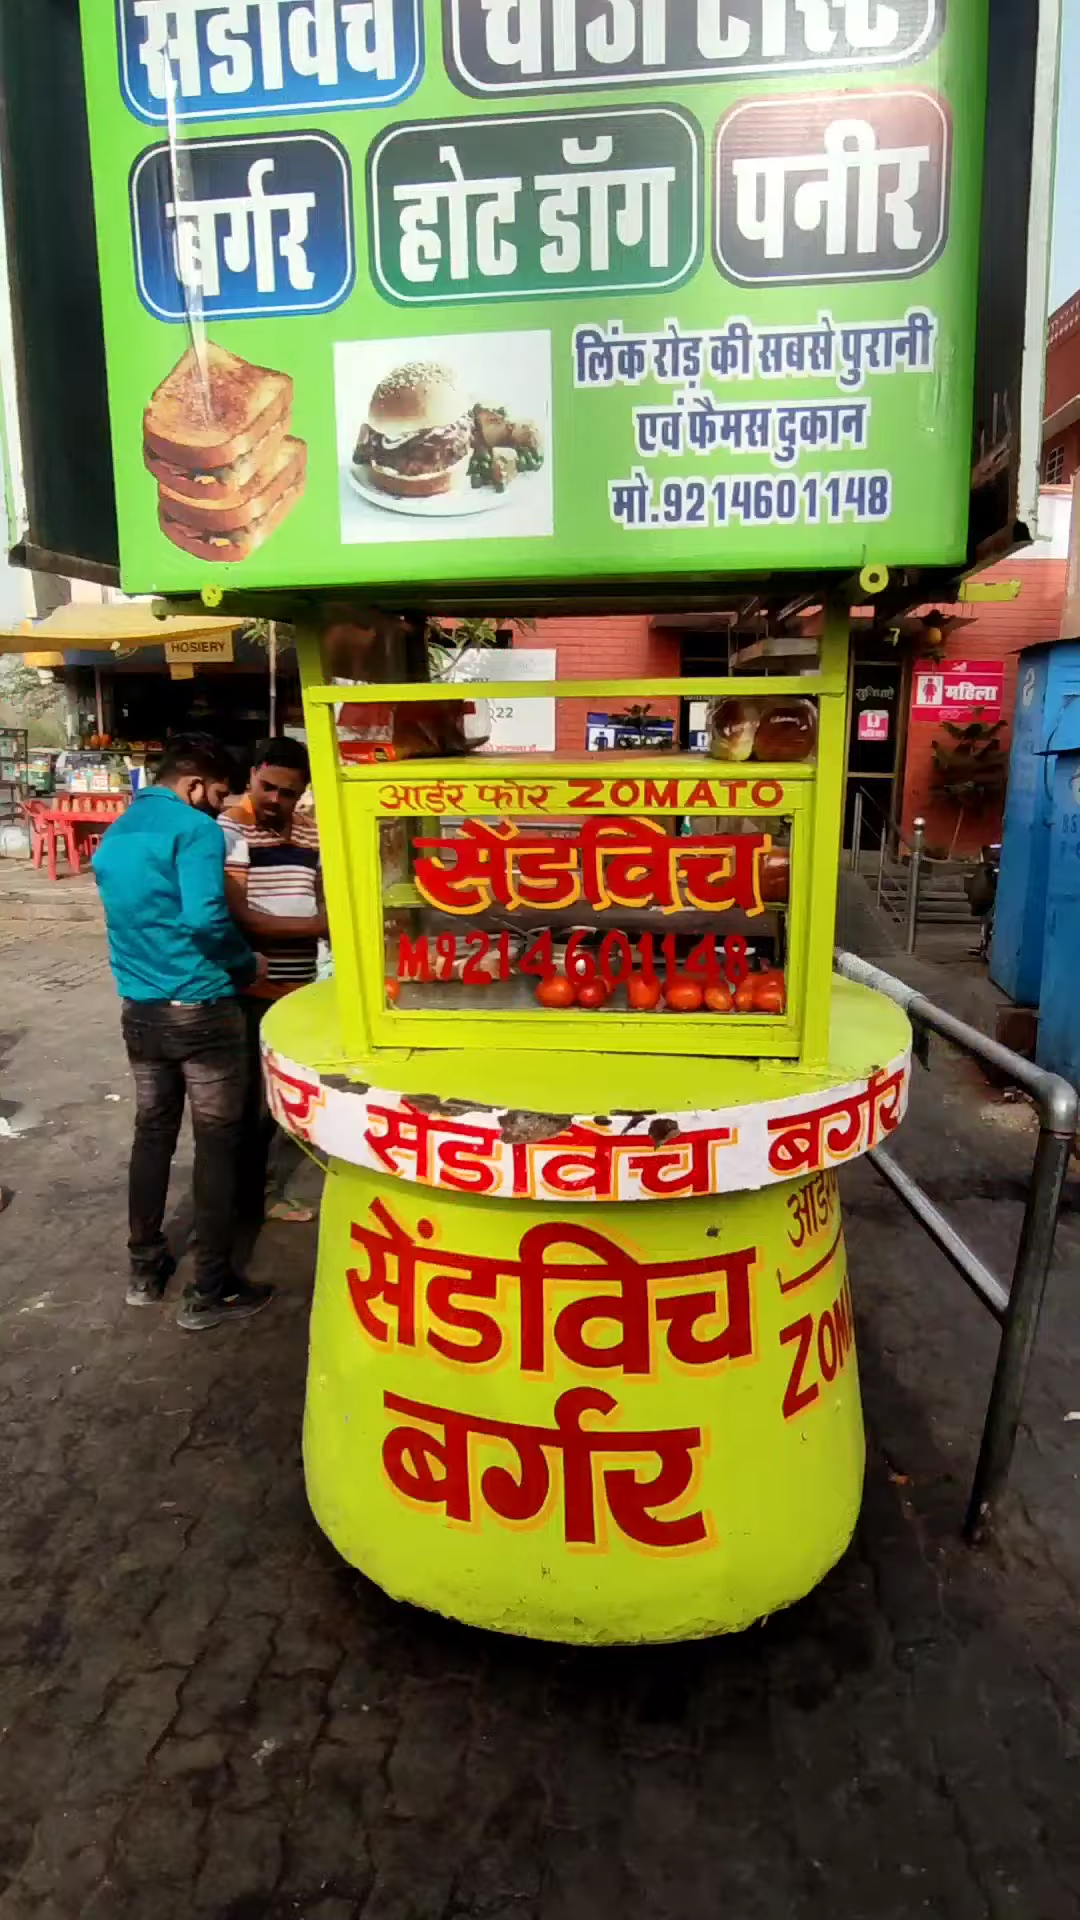 सेंडविच चीज टोस्ट
बर्गर होट डॉग पनीर
लिंक रोड़ की सबसे पुरानी
एवं फैमस दुकान
मो.9214601148
HOSIERY
महिला
आर्डर फोर ZOMATO
सेंडविच
M9214601148
सेंडविच बर्गर
सेंडविच
बर्गर